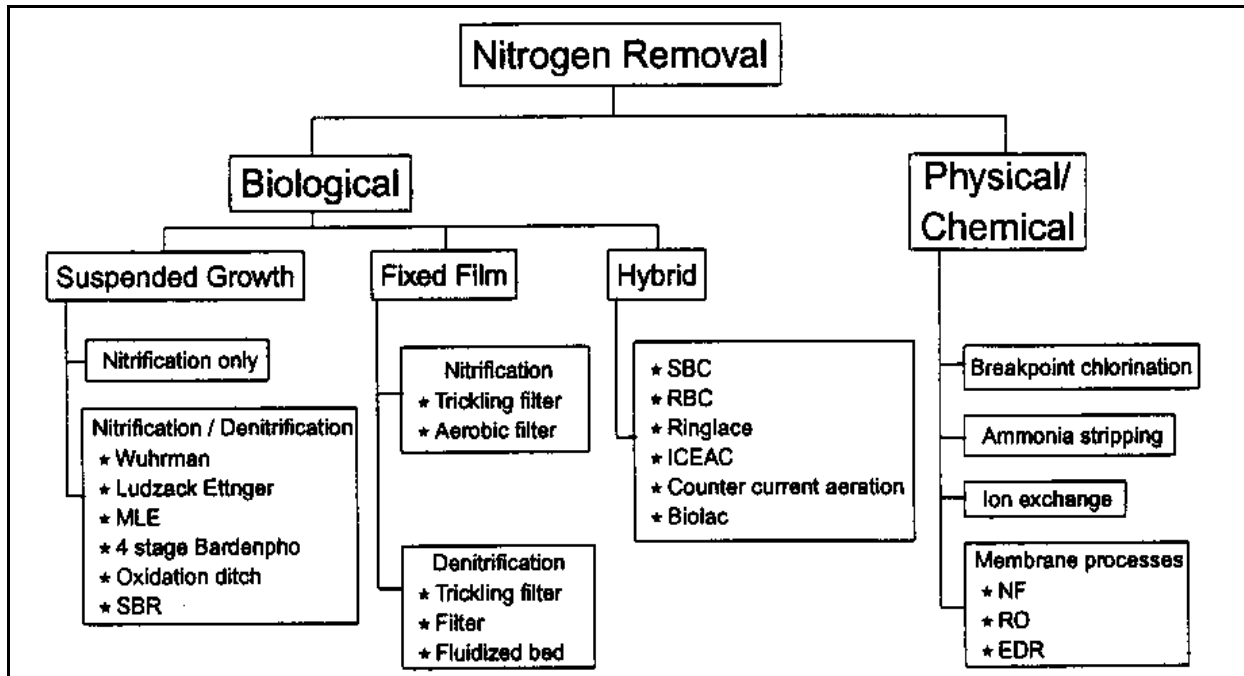 Nitrogen Removal
Biological
Physical/
Chemical
Suspended Growth
Fixed Film
Hybrid
Nitrification only
Nitrification / Denitrification
★ Wuhrman
★ Ludzack Ettnger
★ MLE
★ 4 stage Bardenpho
★ Oxidation ditch
★ SBR
Nitrification
★ Trickling filter
★ Aerobic filter
Denitrification
★ Trickling filter
★ Filter
★ Fluidized bed
★ SBC
★ RBC
★ Ringlace
★ ICEAC
★ Counter current aeration
★ Biolac
Breakpoint chlorination
Ammonia stripping
Ion exchange
Membrane processes
★ NF
★ RO
★ EDR